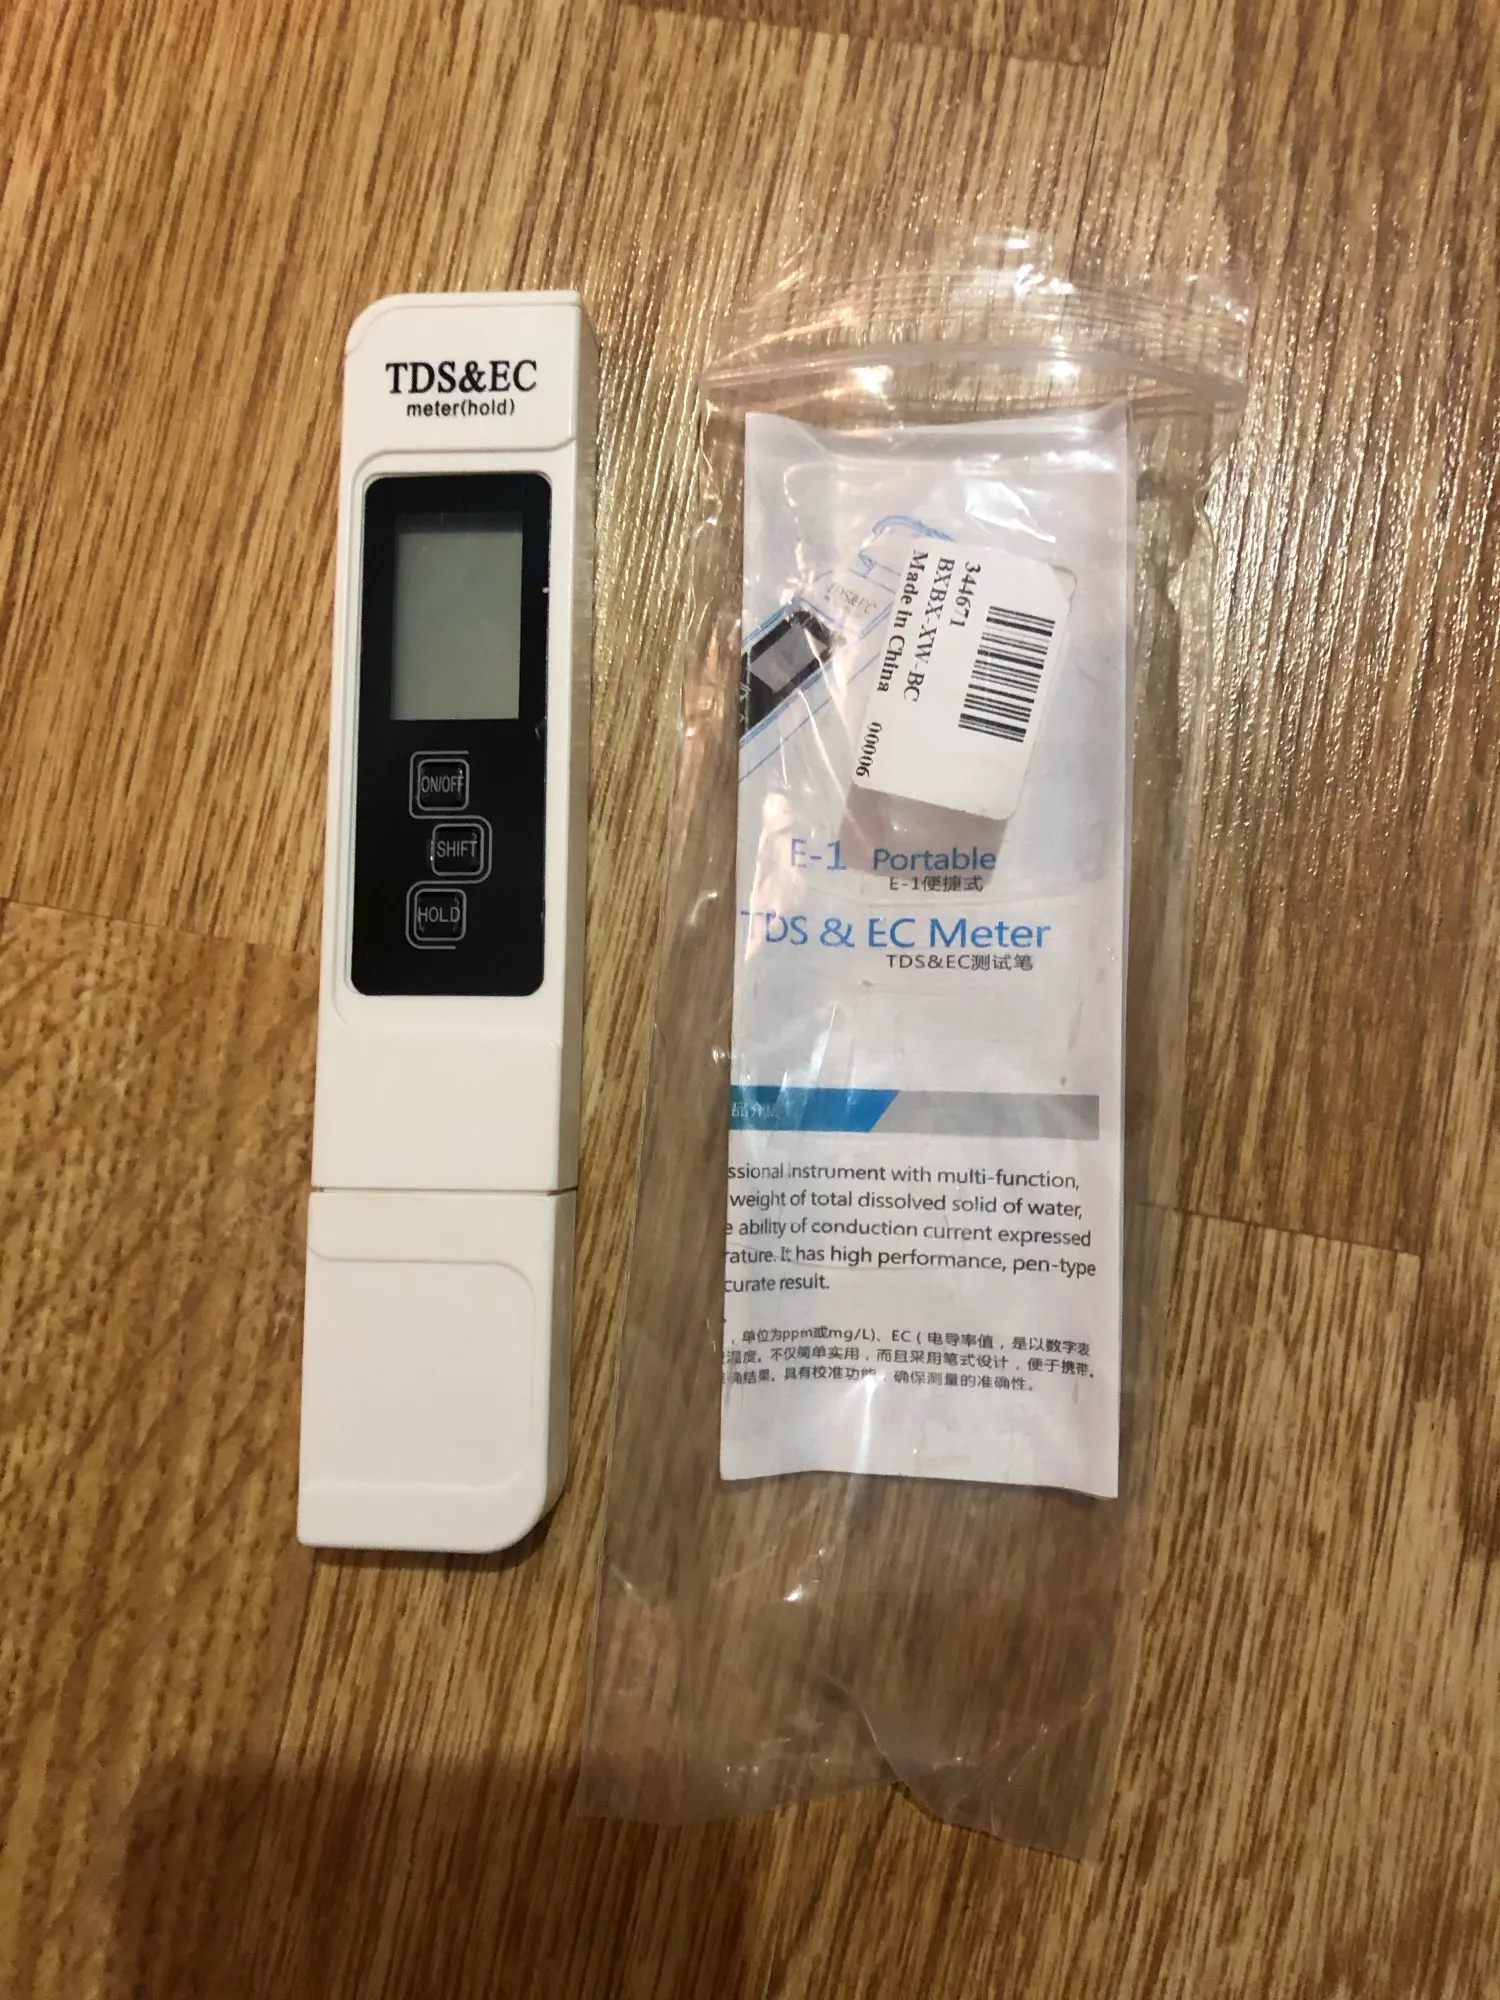 TDS&EC
meter(hold)
ON/OFF
SHIFT
HOLD
TDS&EC
344671
BXBX-XW-BC
Made in China 00006
E-1 Portable
E-1便捷式
TDS & EC Meter
TDS&EC测试笔
品介绍
ssional instrument with multi-function,
weight of total dissolved solid of water,
e ability of conduction current expressed
rature. It has high performance, pen-type
curate result.
，单位为ppm或mg/L)、EC（电导率值，是以数字表
温度。不仅简单实用，而且采用笔式设计，便于携带。
确结果。具有校准功能，确保测量的准确性。